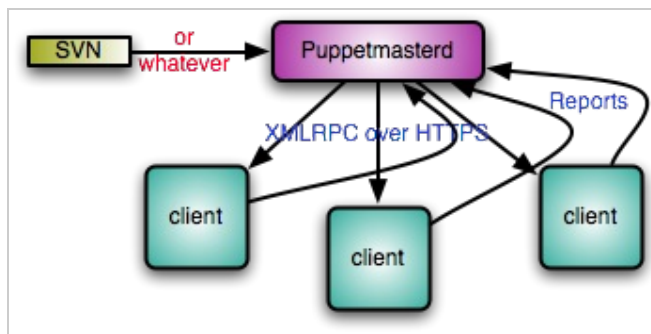 SVN
or
whatever
Puppetmasterd
Reports
XMLRPC over HTTPS
client
client
client